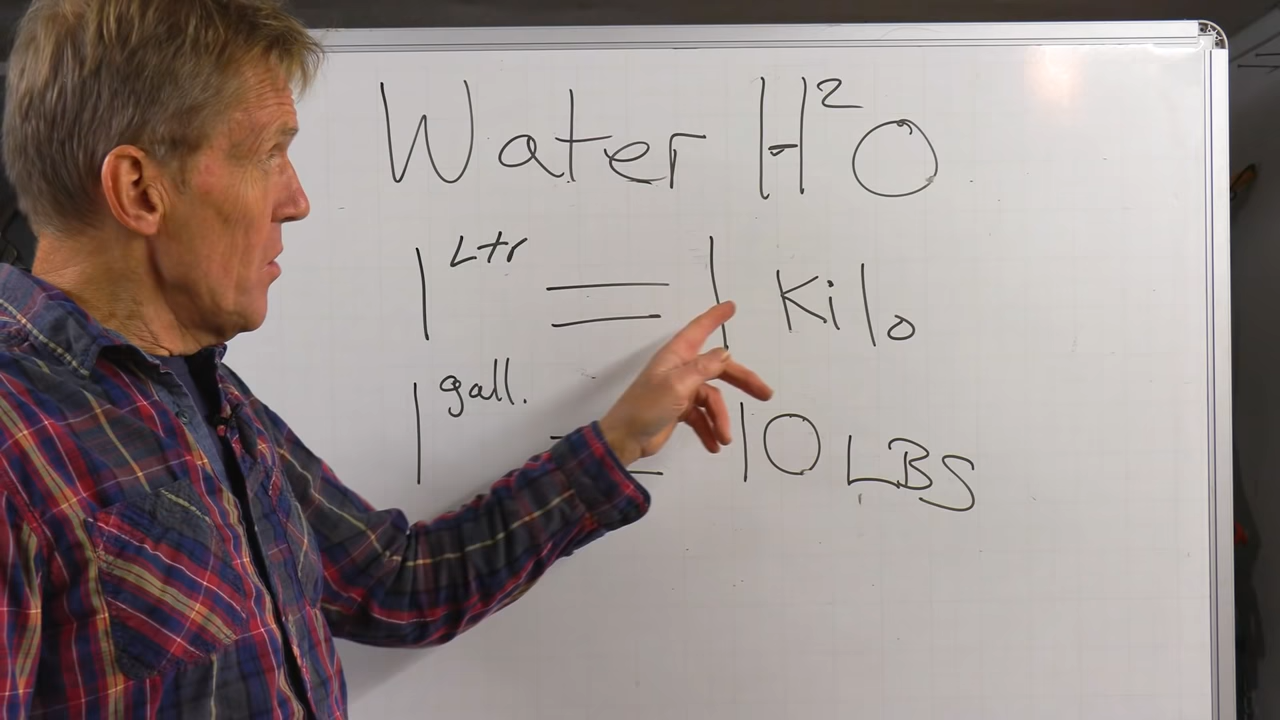 Water H²O
1 Ltr = 1 Kilo
1 gall. = 10 LBS